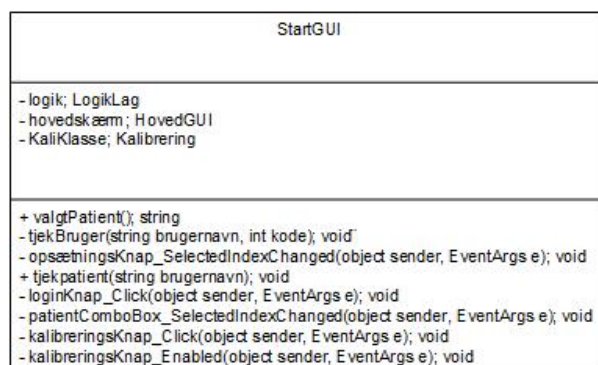 StartGUI
- logik; LogikLag
- hovedskærm; HovedGUI
- KaliKlasse; Kalibrering
+ valgtPatient(); string
- tjekBruger(string brugernavn, int kode); void¨
- opsætningsKnap_SelectedIndexChanged(object sender, EventArgs e); void
+ tjekpatient(string brugernavn); void
- loginKnap_Click(object sender, EventArgs e); void
- patientComboBox_SelectedIndexChanged(object sender, EventArgs e); void
- kalibreringsKnap_Click(object sender, EventArgs e); void
- kalibreringsKnap_Enabled(object sender, EventArgs e); void